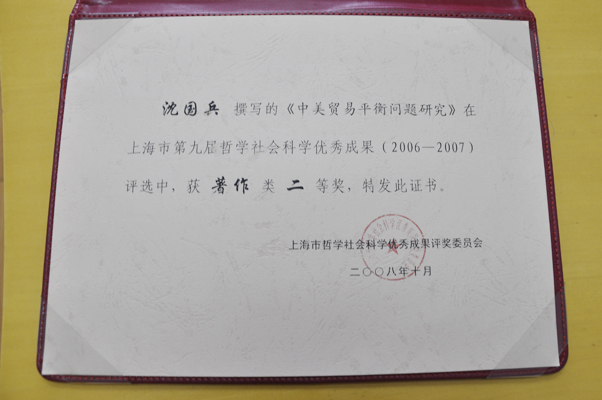 沈国兵 撰写的《中美贸易平衡问题研究》在
上海市第九届哲学社会科学优秀成果（2006—2007）
评选中，获 著作 类 二 等奖，特发此证书。
上海市哲学社会科学优秀成果评奖委员会
二〇〇八年十月